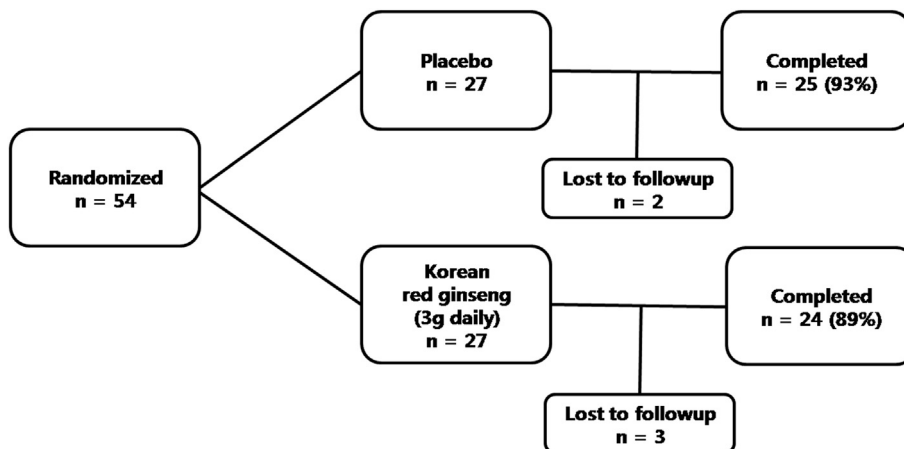 Randomized
n = 54
Placebo
n = 27
Lost to followup
n = 2
Completed
n = 25 (93%)
Korean
red ginseng
(3g daily)
n = 27
Lost to followup
n = 3
Completed
n = 24 (89%)